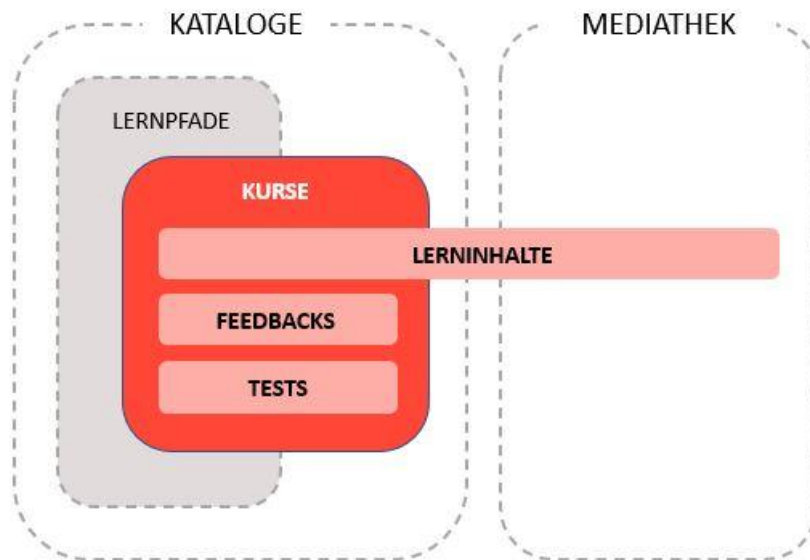 KATALOGE
MEDIATHEK
LERNPFADE
KURSE
LERNINHALTE
FEEDBACKS
TESTS